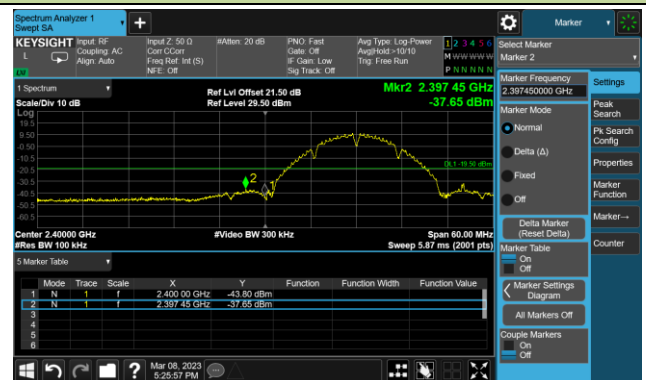 Spectrum Analyzer 1
Swept SA
Marker
KEYSIGHT Input: RF Input Z: 50 Ω #Atten: 20 dB PNO: Fast Avg Type: Log-Power 1 2 3 4 5 6
L Coupling: AC Corr CCorr Gate: Off Avg|Hold:>10/10 M W W W W W
Align: Auto Freq Ref: Int (S) IF Gain: Low Trig: Free Run
LW NFE: Off Sig Track: Off P N N N N N
Select Marker
Marker 2
1 Spectrum Ref Lvl Offset 21.50 dB Mkr2 2.397 45 GHz
Scale/Div 10 dB Ref Level 29.50 dBm -37.65 dBm
Log
19.5
9.50
-0.50
-10.5
DL1 -19.50 dBm
-20.5
-30.5
-40.5
-50.5
-60.5
2
1
Center 2.40000 GHz #Video BW 300 kHz Span 60.00 MHz
#Res BW 100 kHz Sweep 5.87 ms (2001 pts)
5 Marker Table
Mode Trace Scale X Y Function Function Width Function Value
1 N 1 f 2.400 00 GHz -43.80 dBm
2 N 1 f 2.397 45 GHz -37.65 dBm
3
4
5
6
Marker Frequency
2.397450000 GHz
Marker Mode
Normal
Delta (Δ)
Fixed
Off
Delta Marker
(Reset Delta)
Marker Table
On
Off
Marker Settings
Diagram
All Markers Off
Couple Markers
On
Off
Settings
Peak
Search
Pk Search
Config
Properties
Marker
Function
Marker→
Counter
Mar 08, 2023
5:25:57 PM